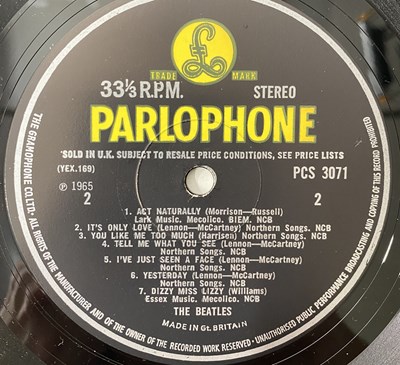 TRADE MARK
33⅓ R.P.M. STEREO
PARLOPHONE
'SOLD IN U.K. SUBJECT TO RESALE PRICE CONDITIONS, SEE PRICE LISTS
(YEX.169) PCS 3071
℗ 1965
2 2
1. ACT NATURALLY (Morrison—Russell)
Lark Music. Mecolico. BIEM. NCB
2. IT'S ONLY LOVE (Lennon—McCartney) Northern Songs. NCB
3. YOU LIKE ME TOO MUCH (Harrisen) Northern Songs. NCB
4. TELL ME WHAT YOU SEE (Lennon—McCartney)
Northern Songs. NCB
5. I'VE JUST SEEN A FACE (Lennon—McCartney)
Northern Songs. NCB
6. YESTERDAY (Lennon—McCartney)
Northern Songs. NCB
7. DIZZY MISS LIZZY (Williams)
Essex Music. Mecolico. NCB
THE BEATLES
MADE IN Gt. BRITAIN
THE GRAMOPHONE CO. LTD. ALL RIGHTS OF THE MANUFACTURER AND OF THE OWNER OF THE RECORDED WORK RESERVED. UNAUTHORISED PUBLIC PERFORMANCE BROADCASTING AND COPYING OF THIS RECORD PROHIBITED